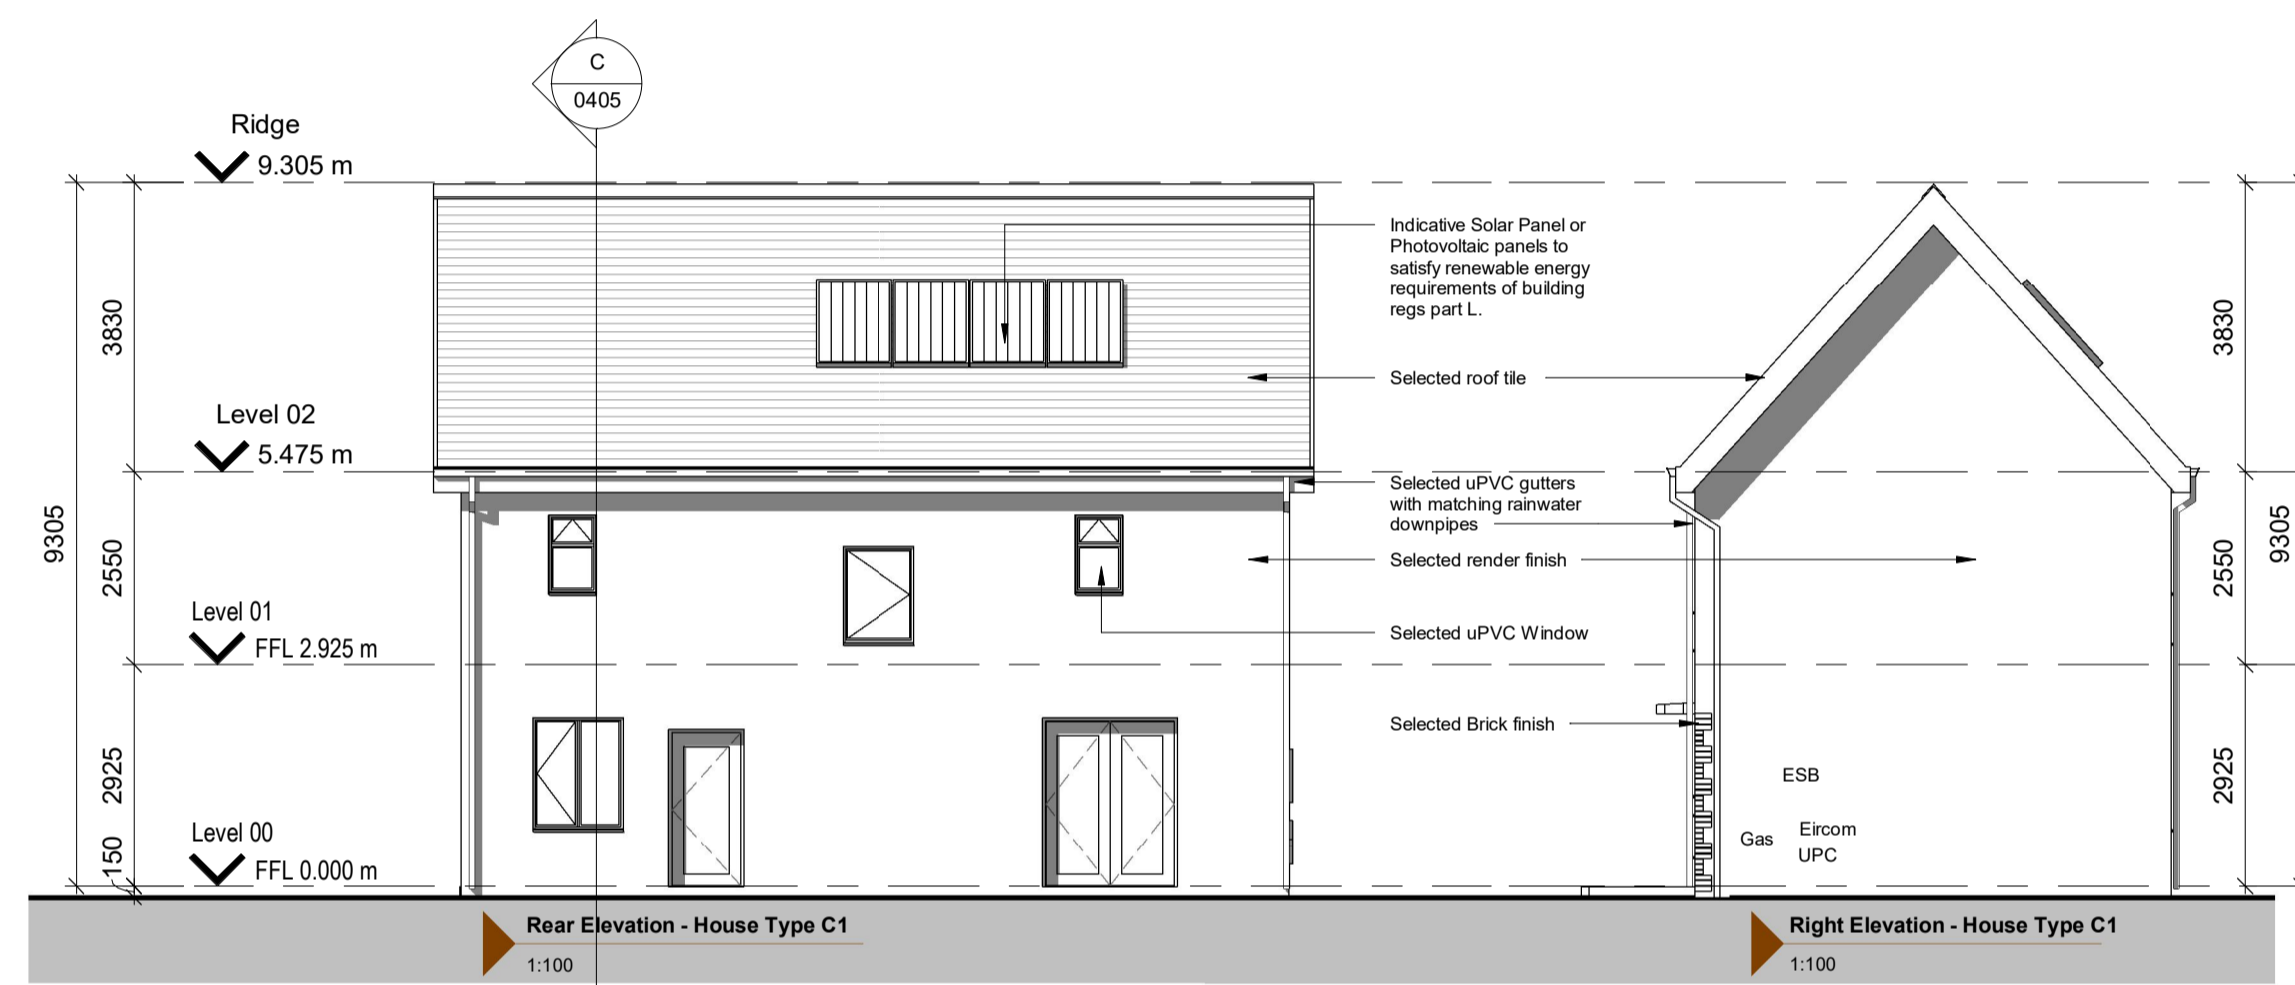 C
0405
Ridge
9.305 m
Level 02
5.475 m
Level 01
FFL 2.925 m
Level 00
FFL 0.000 m
9305
3830
2550
2925
150
Indicative Solar Panel or
Photovoltaic panels to
satisfy renewable energy
requirements of building
regs part L.
Selected roof tile
Selected uPVC gutters
with matching rainwater
downpipes
Selected render finish
Selected uPVC Window
Selected Brick finish
ESB
Gas
Eircom
UPC
3830
2550
2925
9305
Rear Elevation - House Type C1
1:100
Right Elevation - House Type C1
1:100